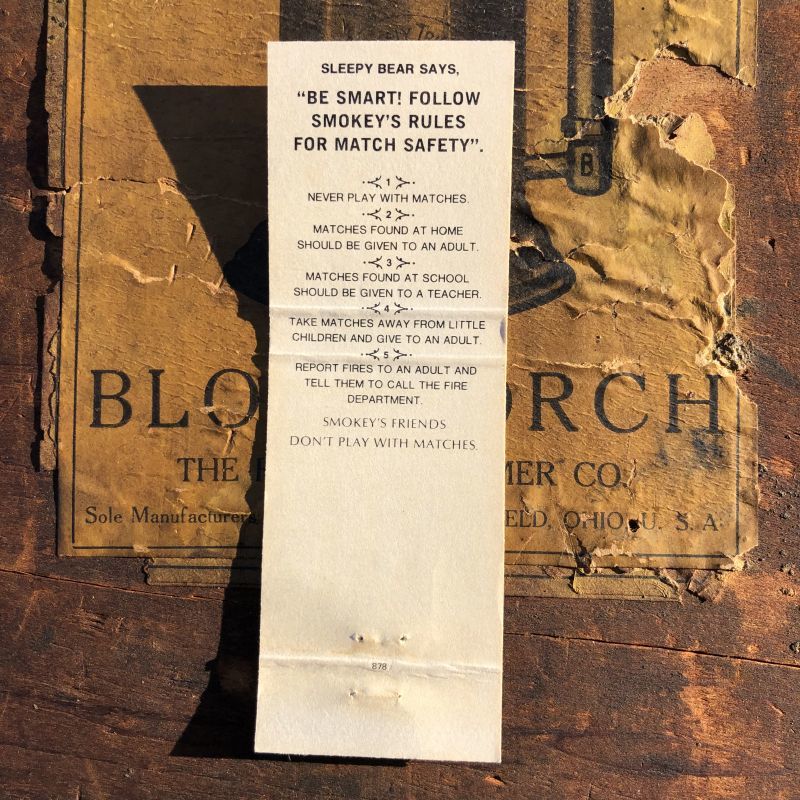 SLEEPY BEAR SAYS,
“BE SMART! FOLLOW
SMOKEY'S RULES
FOR MATCH SAFETY”.
1
NEVER PLAY WITH MATCHES.
2
MATCHES FOUND AT HOME
SHOULD BE GIVEN TO AN ADULT.
3
MATCHES FOUND AT SCHOOL
SHOULD BE GIVEN TO A TEACHER.
4
TAKE MATCHES AWAY FROM LITTLE
CHILDREN AND GIVE TO AN ADULT.
5
REPORT FIRES TO AN ADULT AND
TELL THEM TO CALL THE FIRE
DEPARTMENT.
SMOKEY'S FRIENDS
DON'T PLAY WITH MATCHES.
878
B
BLO ORCH
THE MER CO.
Sole Manufacturers ELD, OHIO, U. S. A